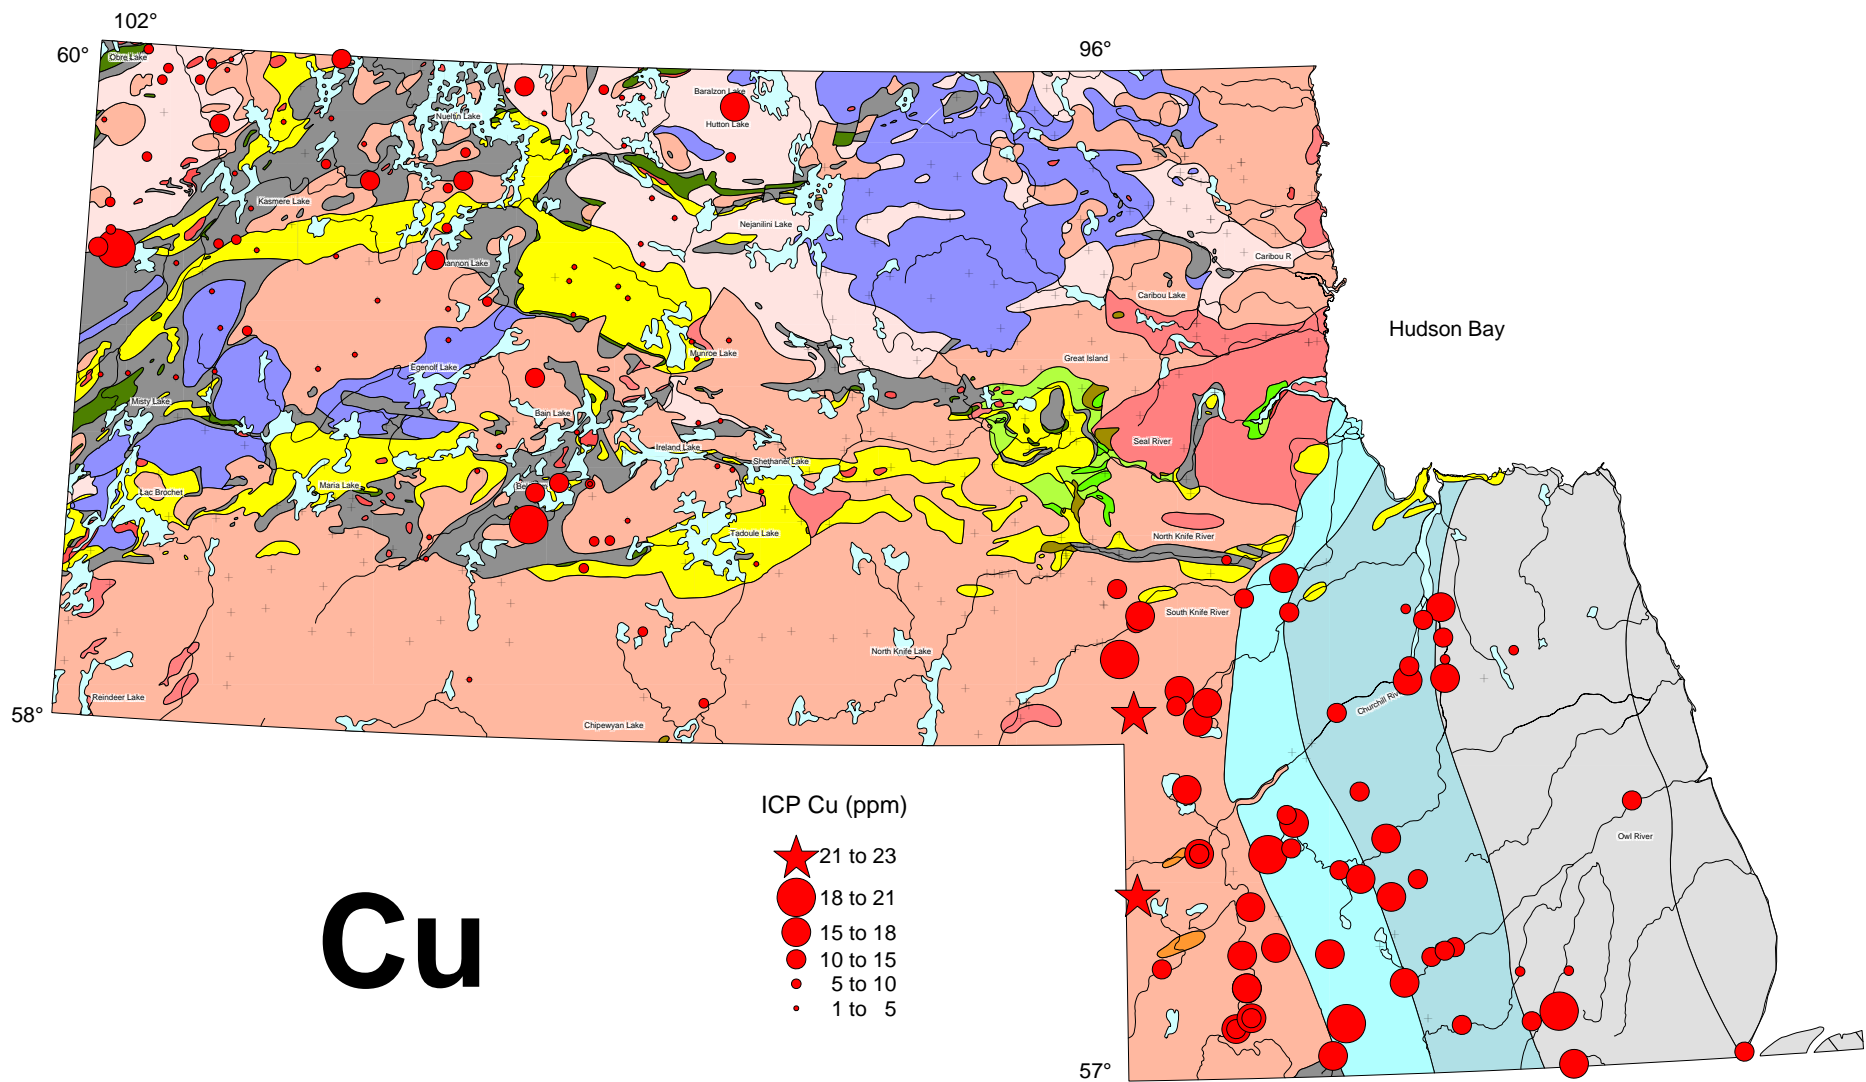 102°
60°
96°
Obre Lake
Baralzon Lake
Nueltin Lake
Hutton Lake
Kasmere Lake
Nejanilini Lake
Caribou R
Caribou Lake
Hudson Bay
Munroe Lake
Great Island
Egenolf Lake
Misty Lake
Bain Lake
Seal River
Ireland Lake
Shethanei Lake
Maria Lake
Lac Brochet
Tadoule Lake
North Knife River
South Knife River
North Knife Lake
Reindeer Lake
58°
Chipewyan Lake
Churchill Riv
ICP Cu (ppm)
21 to 23
18 to 21
15 to 18
10 to 15
5 to 10
1 to 5
Owl River
Cu
57°